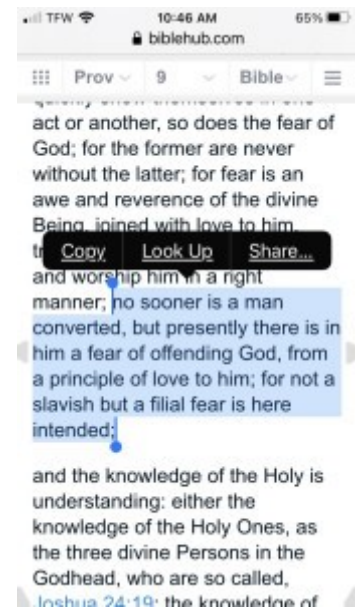 TFW 10:46 AM 65%
biblehub.com
Prov 9 Bible
act or another, so does the fear of
God; for the former are never
without the latter; for fear is an
awe and reverence of the divine
Being, joined with love to him,
Copy Look Up Share...
and worship him in a right
manner; no sooner is a man
converted, but presently there is in
him a fear of offending God, from
a principle of love to him; for not a
slavish but a filial fear is here
intended;
and the knowledge of the Holy is
understanding: either the
knowledge of the Holy Ones, as
the three divine Persons in the
Godhead, who are so called,
Joshua 24:19; the knowledge of